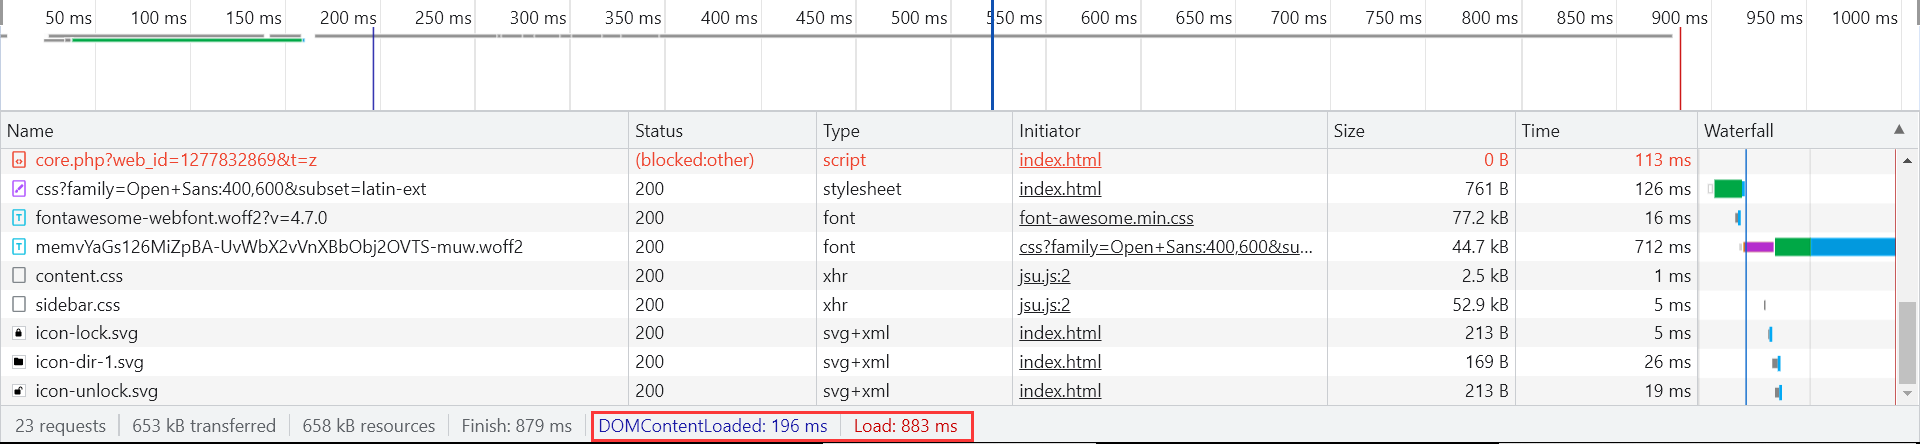 50 ms 100 ms 150 ms 200 ms 250 ms 300 ms 350 ms 400 ms 450 ms 500 ms 550 ms 600 ms 650 ms 700 ms 750 ms 800 ms 850 ms 900 ms 950 ms 1000 ms
Name Status Type Initiator Size Time Waterfall
core.php?web_id=1277832869&t=z (blocked:other) script index.html 0 B 113 ms
css?family=Open+Sans:400,600&subset=latin-ext 200 stylesheet index.html 761 B 126 ms
fontawesome-webfont.woff2?v=4.7.0 200 font font-awesome.min.css 77.2 kB 16 ms
memvYaGs126MiZpBA-UvWbX2vVnXBbObj2OVTS-muw.woff2 200 font css?family=Open+Sans:400,600&su... 44.7 kB 712 ms
content.css 200 xhr jsu.js:2 2.5 kB 1 ms
sidebar.css 200 xhr jsu.js:2 52.9 kB 5 ms
icon-lock.svg 200 svg+xml index.html 213 B 5 ms
icon-dir-1.svg 200 svg+xml index.html 169 B 26 ms
icon-unlock.svg 200 svg+xml index.html 213 B 19 ms
23 requests 653 kB transferred 658 kB resources Finish: 879 ms DOMContentLoaded: 196 ms Load: 883 ms